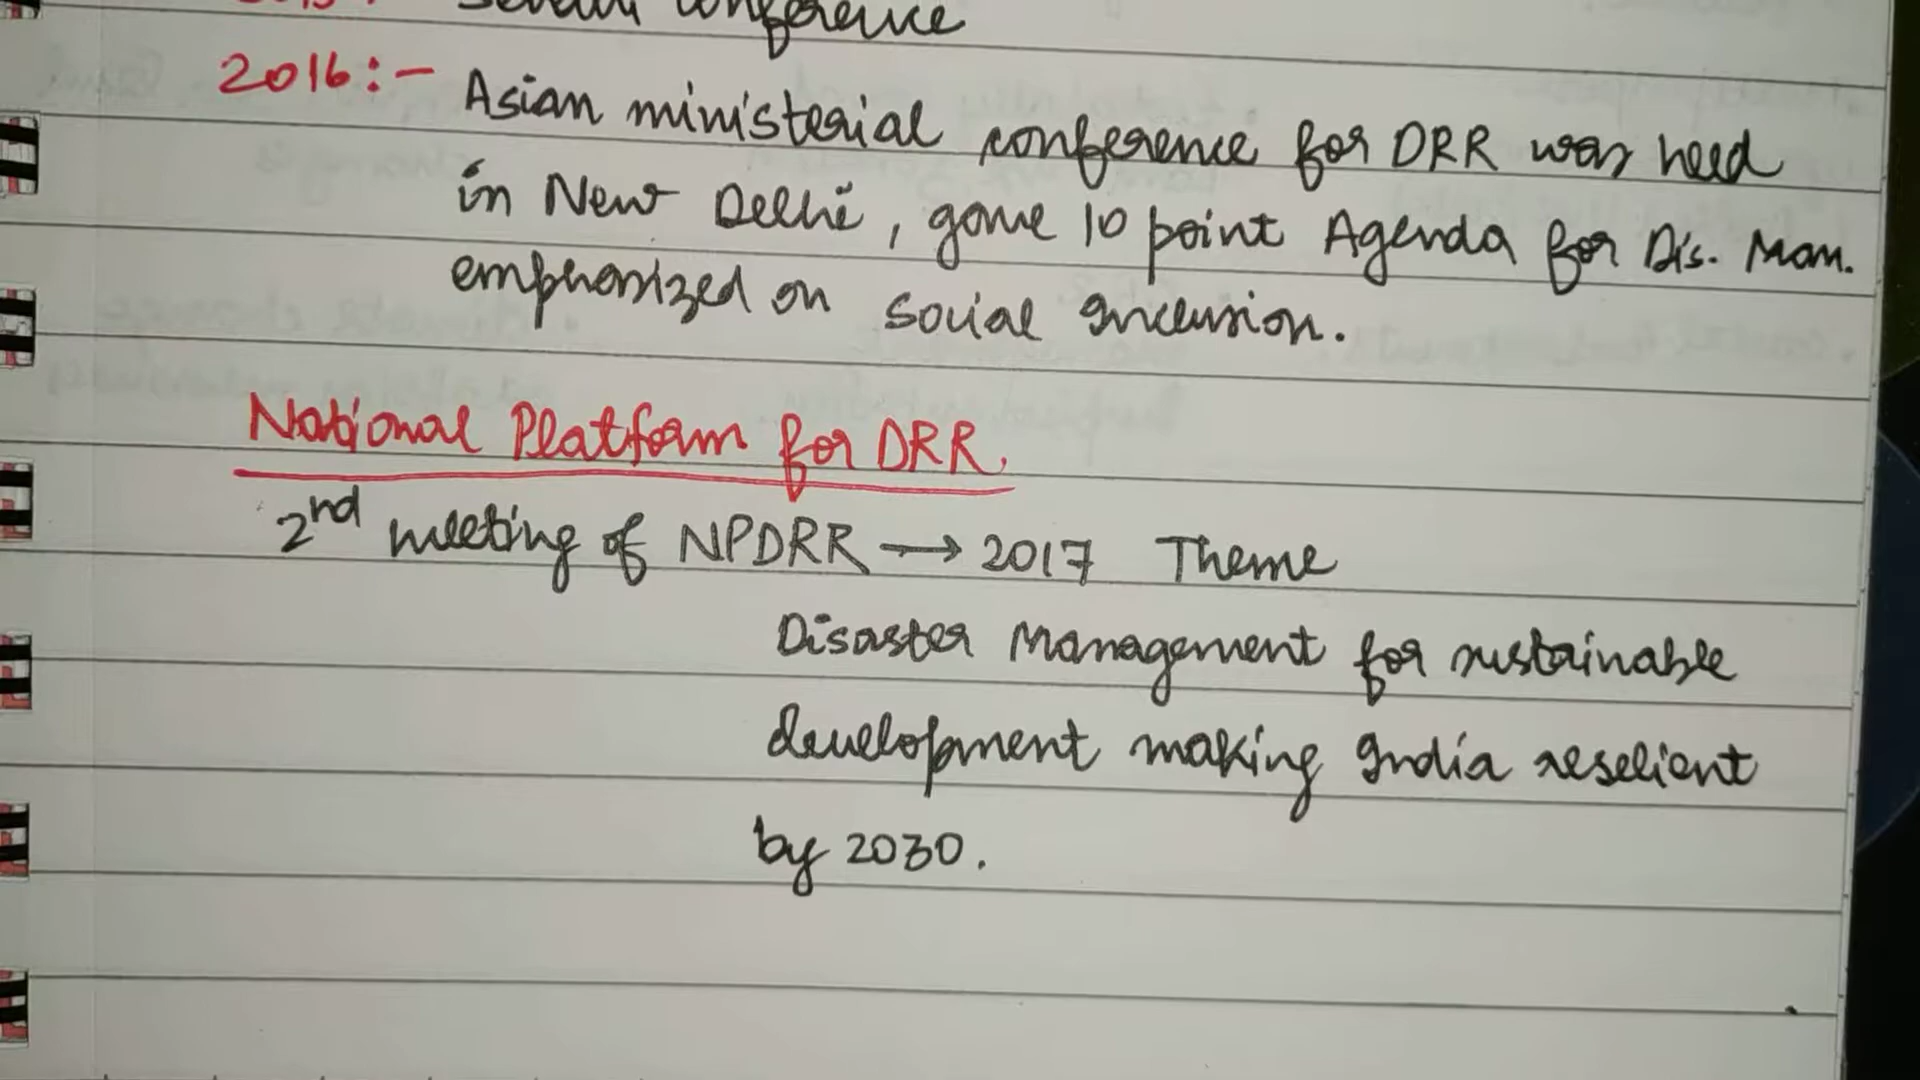 conference
2016:- Asian ministerial conference for DRR was held
in New Delhi, gave 10 point Agenda for Dis. Man.
emphasized on social Inclusion.
National Platform for DRR.
2nd meeting of NPDRR → 2017 Theme
Disaster Management for sustainable
development making India reselient
by 2030.